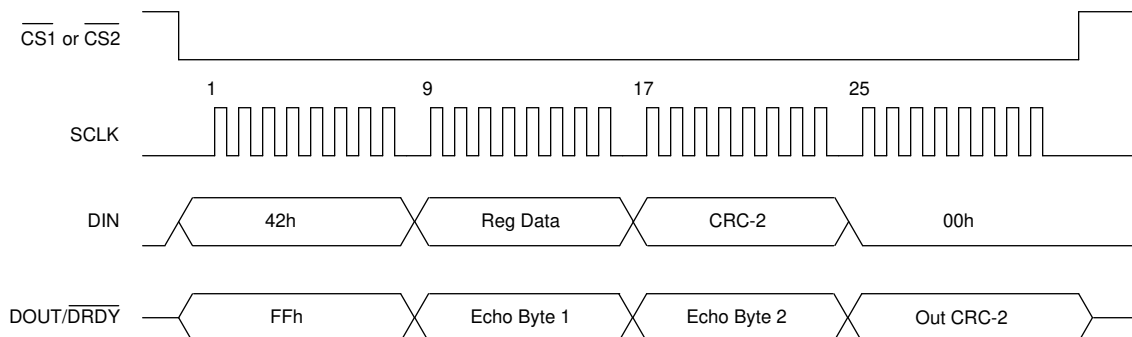 CS1 or CS2
1 9 17 25
SCLK
DIN 42h Reg Data CRC-2 00h
DOUT/DRDY FFh Echo Byte 1 Echo Byte 2 Out CRC-2